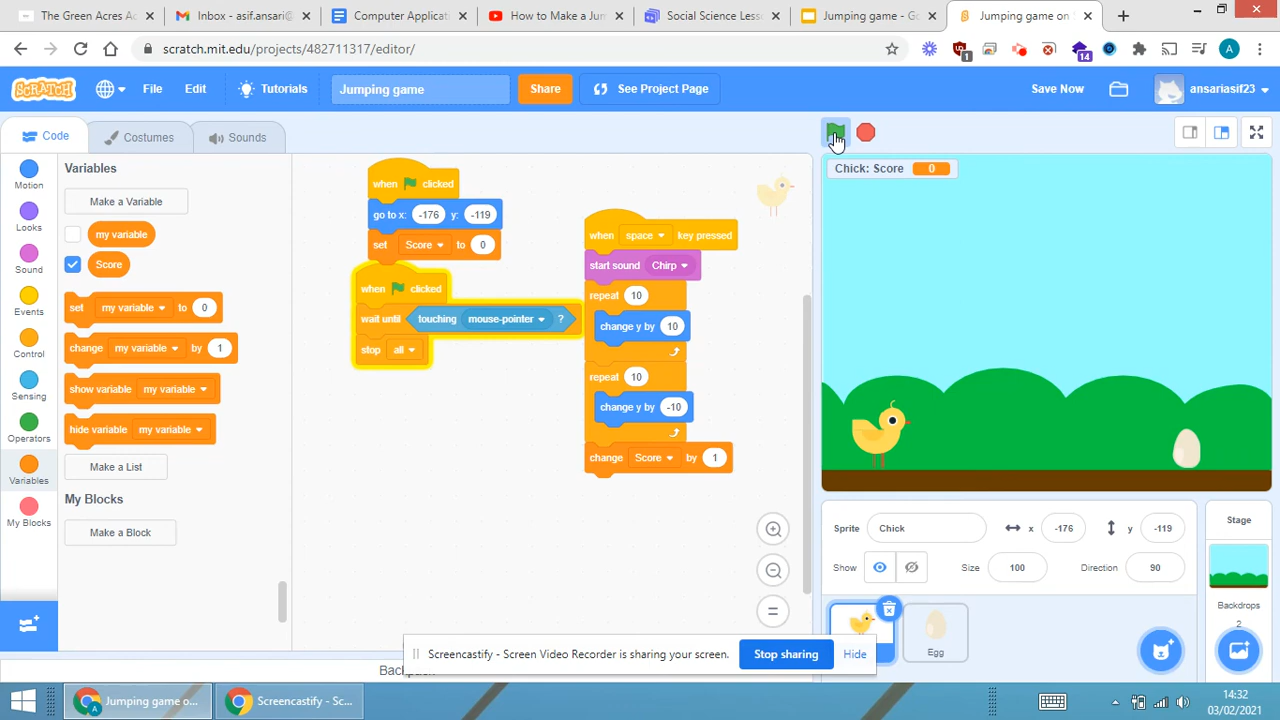 The Green Acres Ac
Inbox - asif.ansari@
Computer Applicati
How to Make a Jum
Social Science Less
Jumping game - Go
Jumping game on
scratch.mit.edu/projects/482711317/editor/
1
14
A
SCRATCH
File
Edit
Tutorials
Jumping game
Share
See Project Page
Save Now
ansariasif23
Code
Costumes
Sounds
Motion
Looks
Sound
Events
Control
Sensing
Operators
Variables
My Blocks
Variables
Make a Variable
my variable
Score
set my variable to 0
change my variable by 1
show variable my variable
hide variable my variable
Make a List
My Blocks
Make a Block
when clicked
go to x: -176 y: -119
set Score to 0
when clicked
wait until touching mouse-pointer ?
stop all
when space key pressed
start sound Chirp
repeat 10
change y by 10
repeat 10
change y by -10
change Score by 1
Chick: Score 0
Sprite Chick x -176 y -119
Show Size 100 Direction 90
Egg
Stage
Backdrops
2
Screencastify - Screen Video Recorder is sharing your screen. Stop sharing Hide
Jumping game o...
Screencastify - Sc...
14:32
03/02/2021